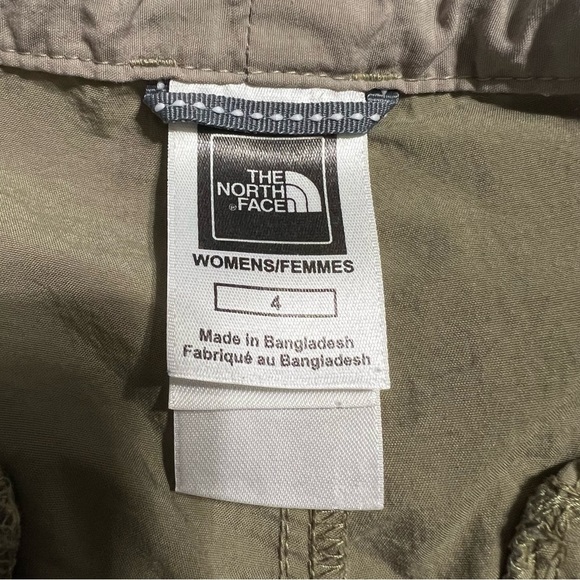 THE
NORTH
®FACE
WOMENS/FEMMES
4
Made in Bangladesh
Fabriqué au Bangladesh